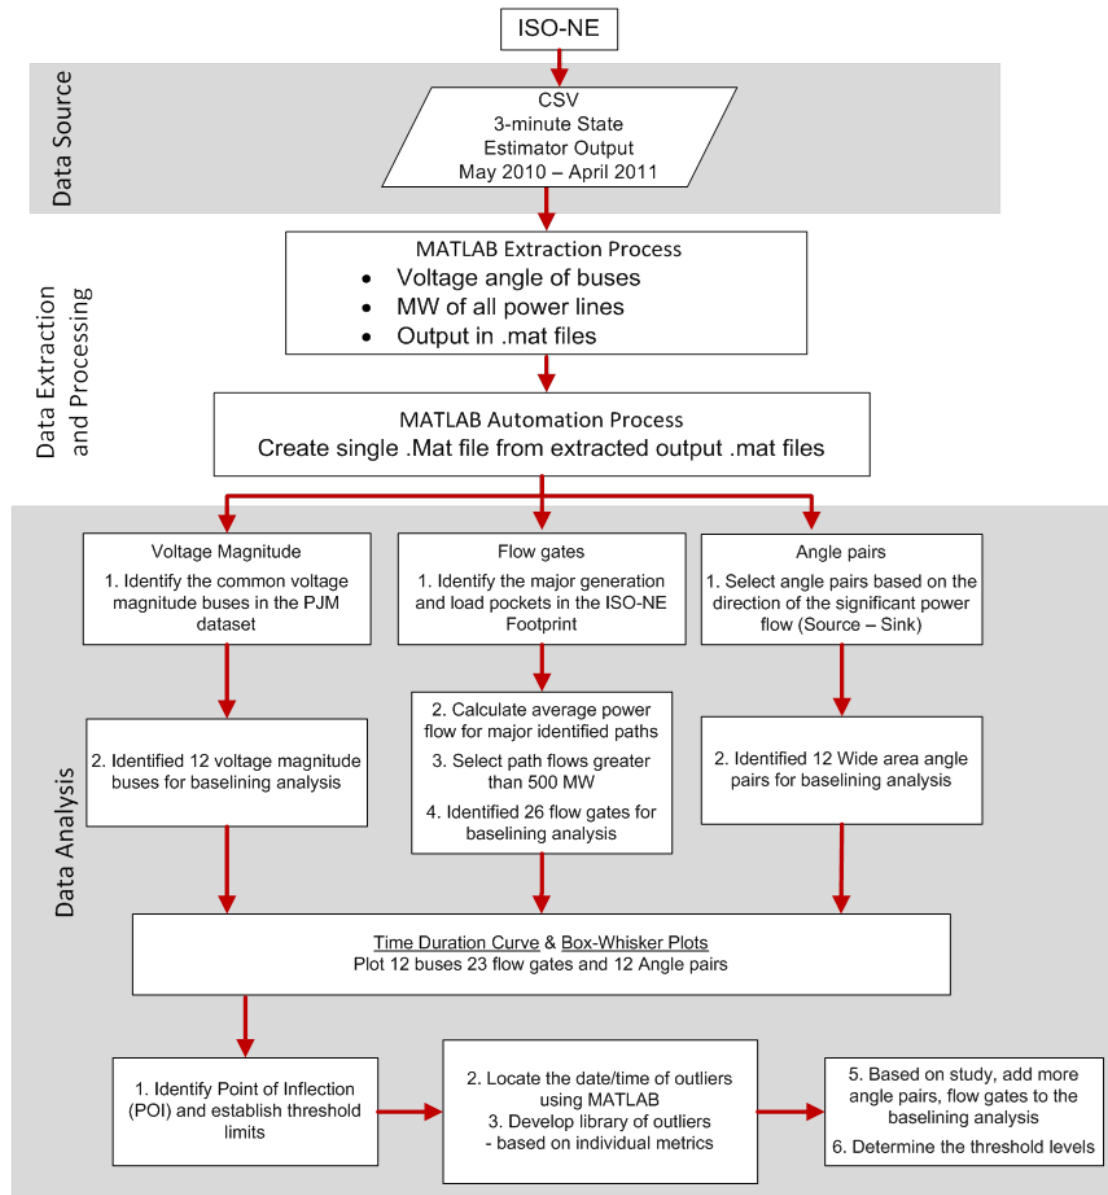 ISO-NE
Data Source
CSV
3-minute State
Estimator Output
May 2010 – April 2011
Data Extraction
and Processing
MATLAB Extraction Process
• Voltage angle of buses
• MW of all power lines
• Output in .mat files
MATLAB Automation Process
Create single .Mat file from extracted output .mat files
Data Analysis
Voltage Magnitude
1. Identify the common voltage
magnitude buses in the PJM
dataset
Flow gates
1. Identify the major generation
and load pockets in the ISO-NE
Footprint
Angle pairs
1. Select angle pairs based on the
direction of the significant power
flow (Source – Sink)
2. Identified 12 voltage magnitude
buses for baselining analysis
2. Calculate average power
flow for major identified paths
3. Select path flows greater
than 500 MW
4. Identified 26 flow gates for
baselining analysis
2. Identified 12 Wide area angle
pairs for baselining analysis
Time Duration Curve & Box-Whisker Plots
Plot 12 buses 23 flow gates and 12 Angle pairs
1. Identify Point of Inflection
(POI) and establish threshold
limits
2. Locate the date/time of outliers
using MATLAB
3. Develop library of outliers
- based on individual metrics
5. Based on study, add more
angle pairs, flow gates to the
baselining analysis
6. Determine the threshold levels